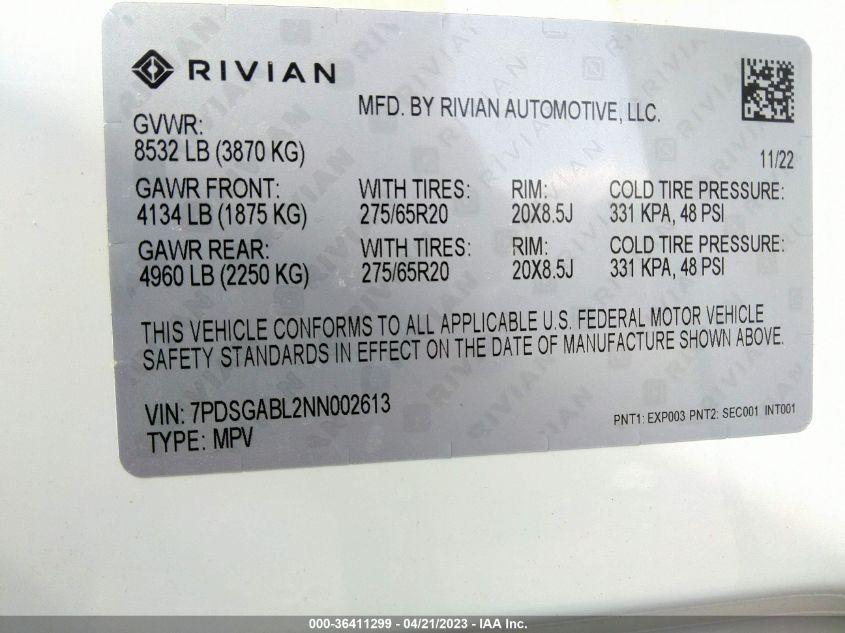 RIVIAN
MFD. BY RIVIAN AUTOMOTIVE, LLC.
GVWR:
8532 LB (3870 KG)
11/22
GAWR FRONT: WITH TIRES: RIM: COLD TIRE PRESSURE:
4134 LB (1875 KG) 275/65R20 20X8.5J 331 KPA, 48 PSI
GAWR REAR: WITH TIRES: RIM: COLD TIRE PRESSURE:
4960 LB (2250 KG) 275/65R20 20X8.5J 331 KPA, 48 PSI
THIS VEHICLE CONFORMS TO ALL APPLICABLE U.S. FEDERAL MOTOR VEHICLE
SAFETY STANDARDS IN EFFECT ON THE DATE OF MANUFACTURE SHOWN ABOVE.
VIN: 7PDSGABL2NN002613
TYPE: MPV
PNT1: EXP003 PNT2: SEC001 INT001
000-36411299 - 04/21/2023 - IAA Inc.